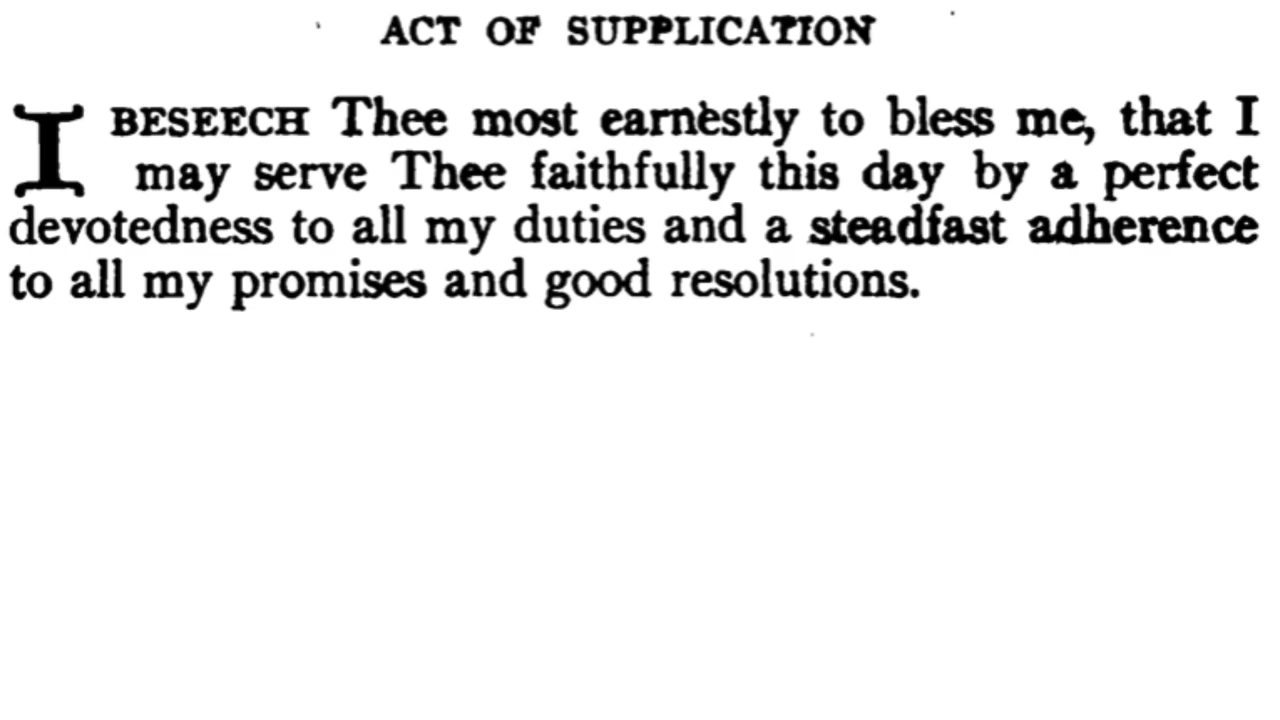 ACT OF SUPPLICATION
I BESEECH Thee most earnestly to bless me, that I
may serve Thee faithfully this day by a perfect
devotedness to all my duties and a steadfast adherence
to all my promises and good resolutions.